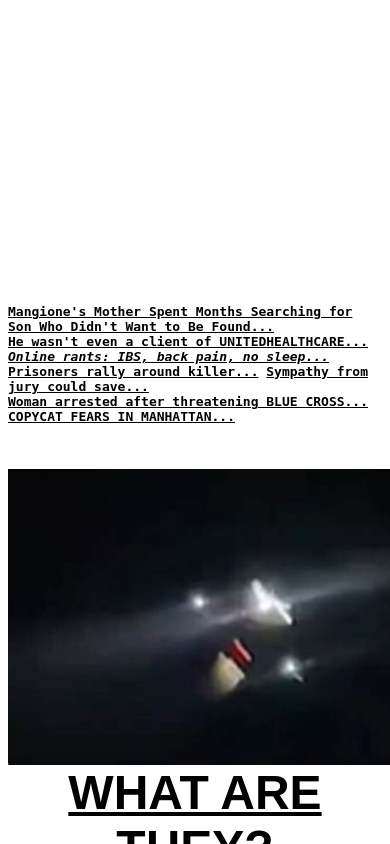 Mangione's Mother Spent Months Searching for
Son Who Didn't Want to Be Found...
He wasn't even a client of UNITEDHEALTHCARE...
Online rants: IBS, back pain, no sleep...
Prisoners rally around killer... Sympathy from
jury could save...
Woman arrested after threatening BLUE CROSS...
COPYCAT FEARS IN MANHATTAN...
WHAT ARE
THEY?